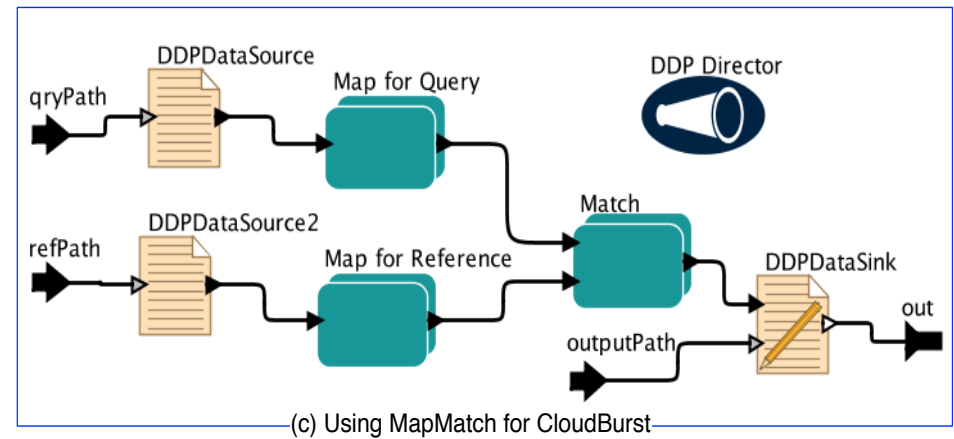 DDPDataSource
Map for Query
DDP Director
qryPath
Match
DDPDataSource2
refPath
Map for Reference
DDPDataSink
out
outputPath
(c) Using MapMatch for CloudBurst